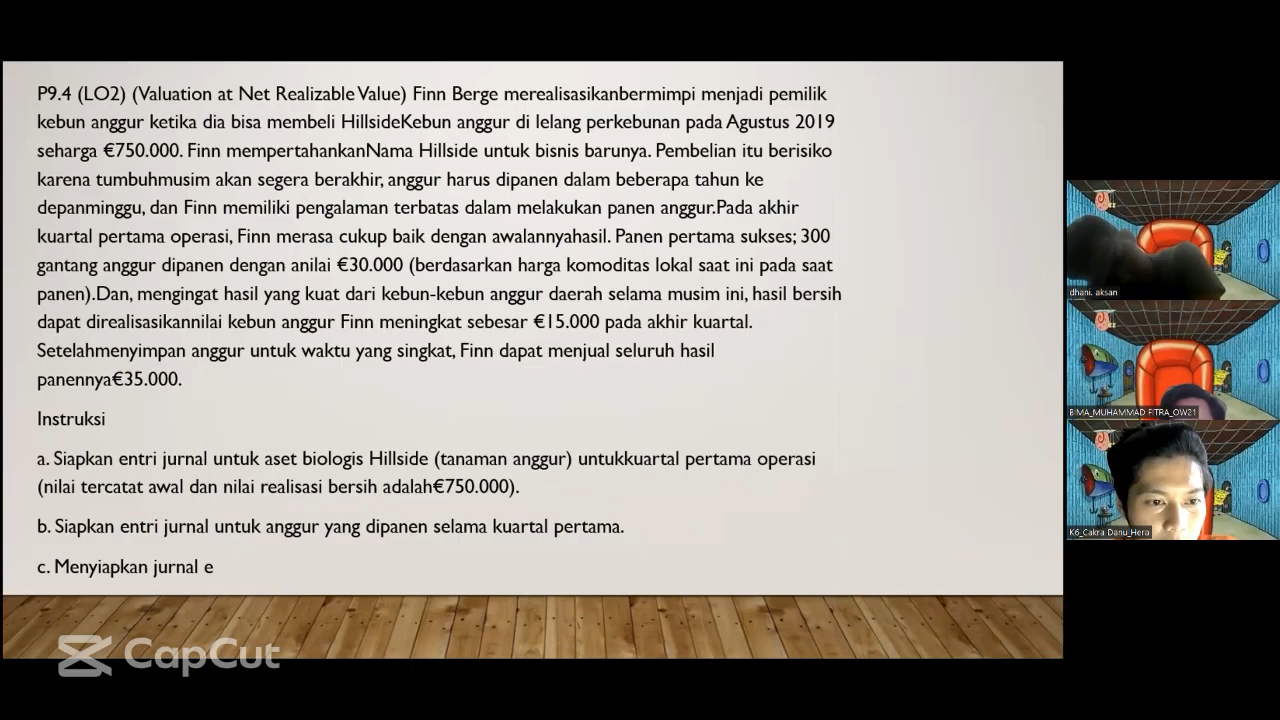 P9.4 (LO2) (Valuation at Net Realizable Value) Finn Berge merealisasikanbermimpi menjadi pemilik
kebun anggur ketika dia bisa membeli HillsideKebun anggur di lelang perkebunan pada Agustus 2019
seharga €750.000. Finn mempertahankanNama Hillside untuk bisnis barunya. Pembelian itu berisiko
karena tumbuhmusim akan segera berakhir, anggur harus dipanen dalam beberapa tahun ke
depanminggu, dan Finn memiliki pengalaman terbatas dalam melakukan panen anggur.Pada akhir
kuartal pertama operasi, Finn merasa cukup baik dengan awalannyahasil. Panen pertama sukses; 300
gantang anggur dipanen dengan anilai €30.000 (berdasarkan harga komoditas lokal saat ini pada saat
panen).Dan, mengingat hasil yang kuat dari kebun-kebun anggur daerah selama musim ini, hasil bersih
dapat direalisasikannilai kebun anggur Finn meningkat sebesar €15.000 pada akhir kuartal.
Setelahmenyimpan anggur untuk waktu yang singkat, Finn dapat menjual seluruh hasil
panennya€35.000.
Instruksi
a. Siapkan entri jurnal untuk aset biologis Hillside (tanaman anggur) untukkuartal pertama operasi
(nilai tercatat awal dan nilai realisasi bersih adalah€750.000).
b. Siapkan entri jurnal untuk anggur yang dipanen selama kuartal pertama.
c. Menyiapkan jurnal e
dhani. aksan
BIMA_MUHAMMAD FITRA_OW21
K6_Cakra Danu_Hera
CapCut